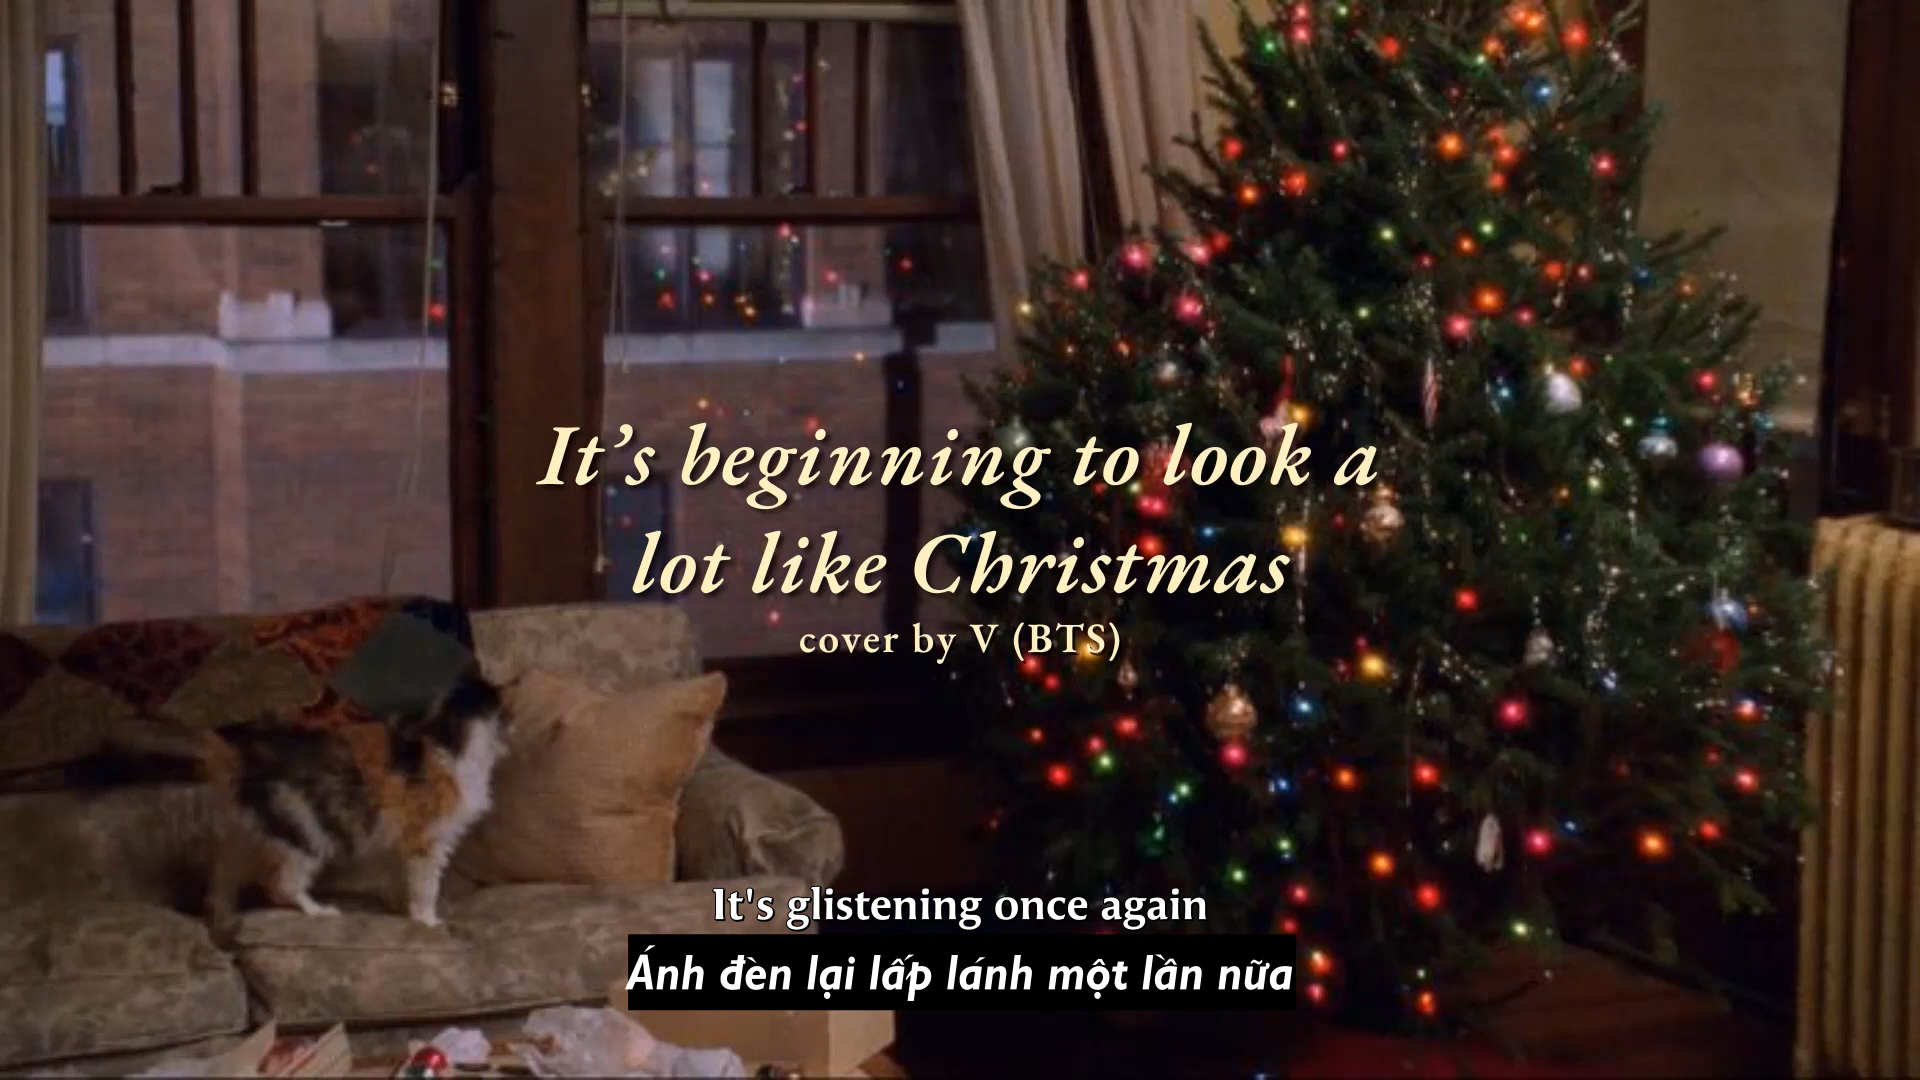 It’s beginning to look a
lot like Christmas
cover by V (BTS)
It's glistening once again
Ánh đèn lại lấp lánh một lần nữa